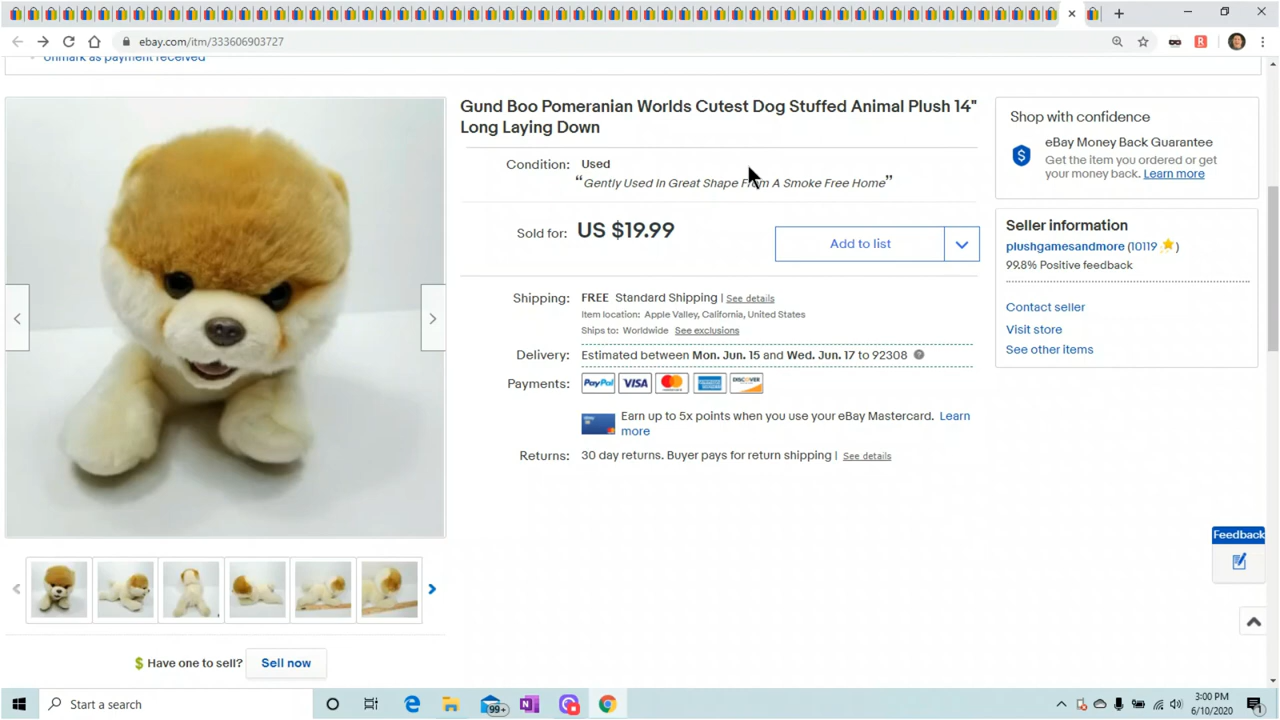 ebay.com/itm/333606903727
Unmark as payment received
Gund Boo Pomeranian Worlds Cutest Dog Stuffed Animal Plush 14"
Long Laying Down
Condition: Used
“Gently Used In Great Shape From A Smoke Free Home”
Sold for: US $19.99
Add to list
Shipping: FREE Standard Shipping | See details
Item location: Apple Valley, California, United States
Ships to: Worldwide See exclusions
Delivery: Estimated between Mon. Jun. 15 and Wed. Jun. 17 to 92308
Payments: PayPal VISA
Earn up to 5x points when you use your eBay Mastercard. Learn
more
Returns: 30 day returns. Buyer pays for return shipping | See details
Shop with confidence
eBay Money Back Guarantee
Get the item you ordered or get
your money back. Learn more
Seller information
plushgamesandmore (10119 )
99.8% Positive feedback
Contact seller
Visit store
See other items
Feedback
$ Have one to sell? Sell now
Start a search
99+
3:00 PM
6/10/2020